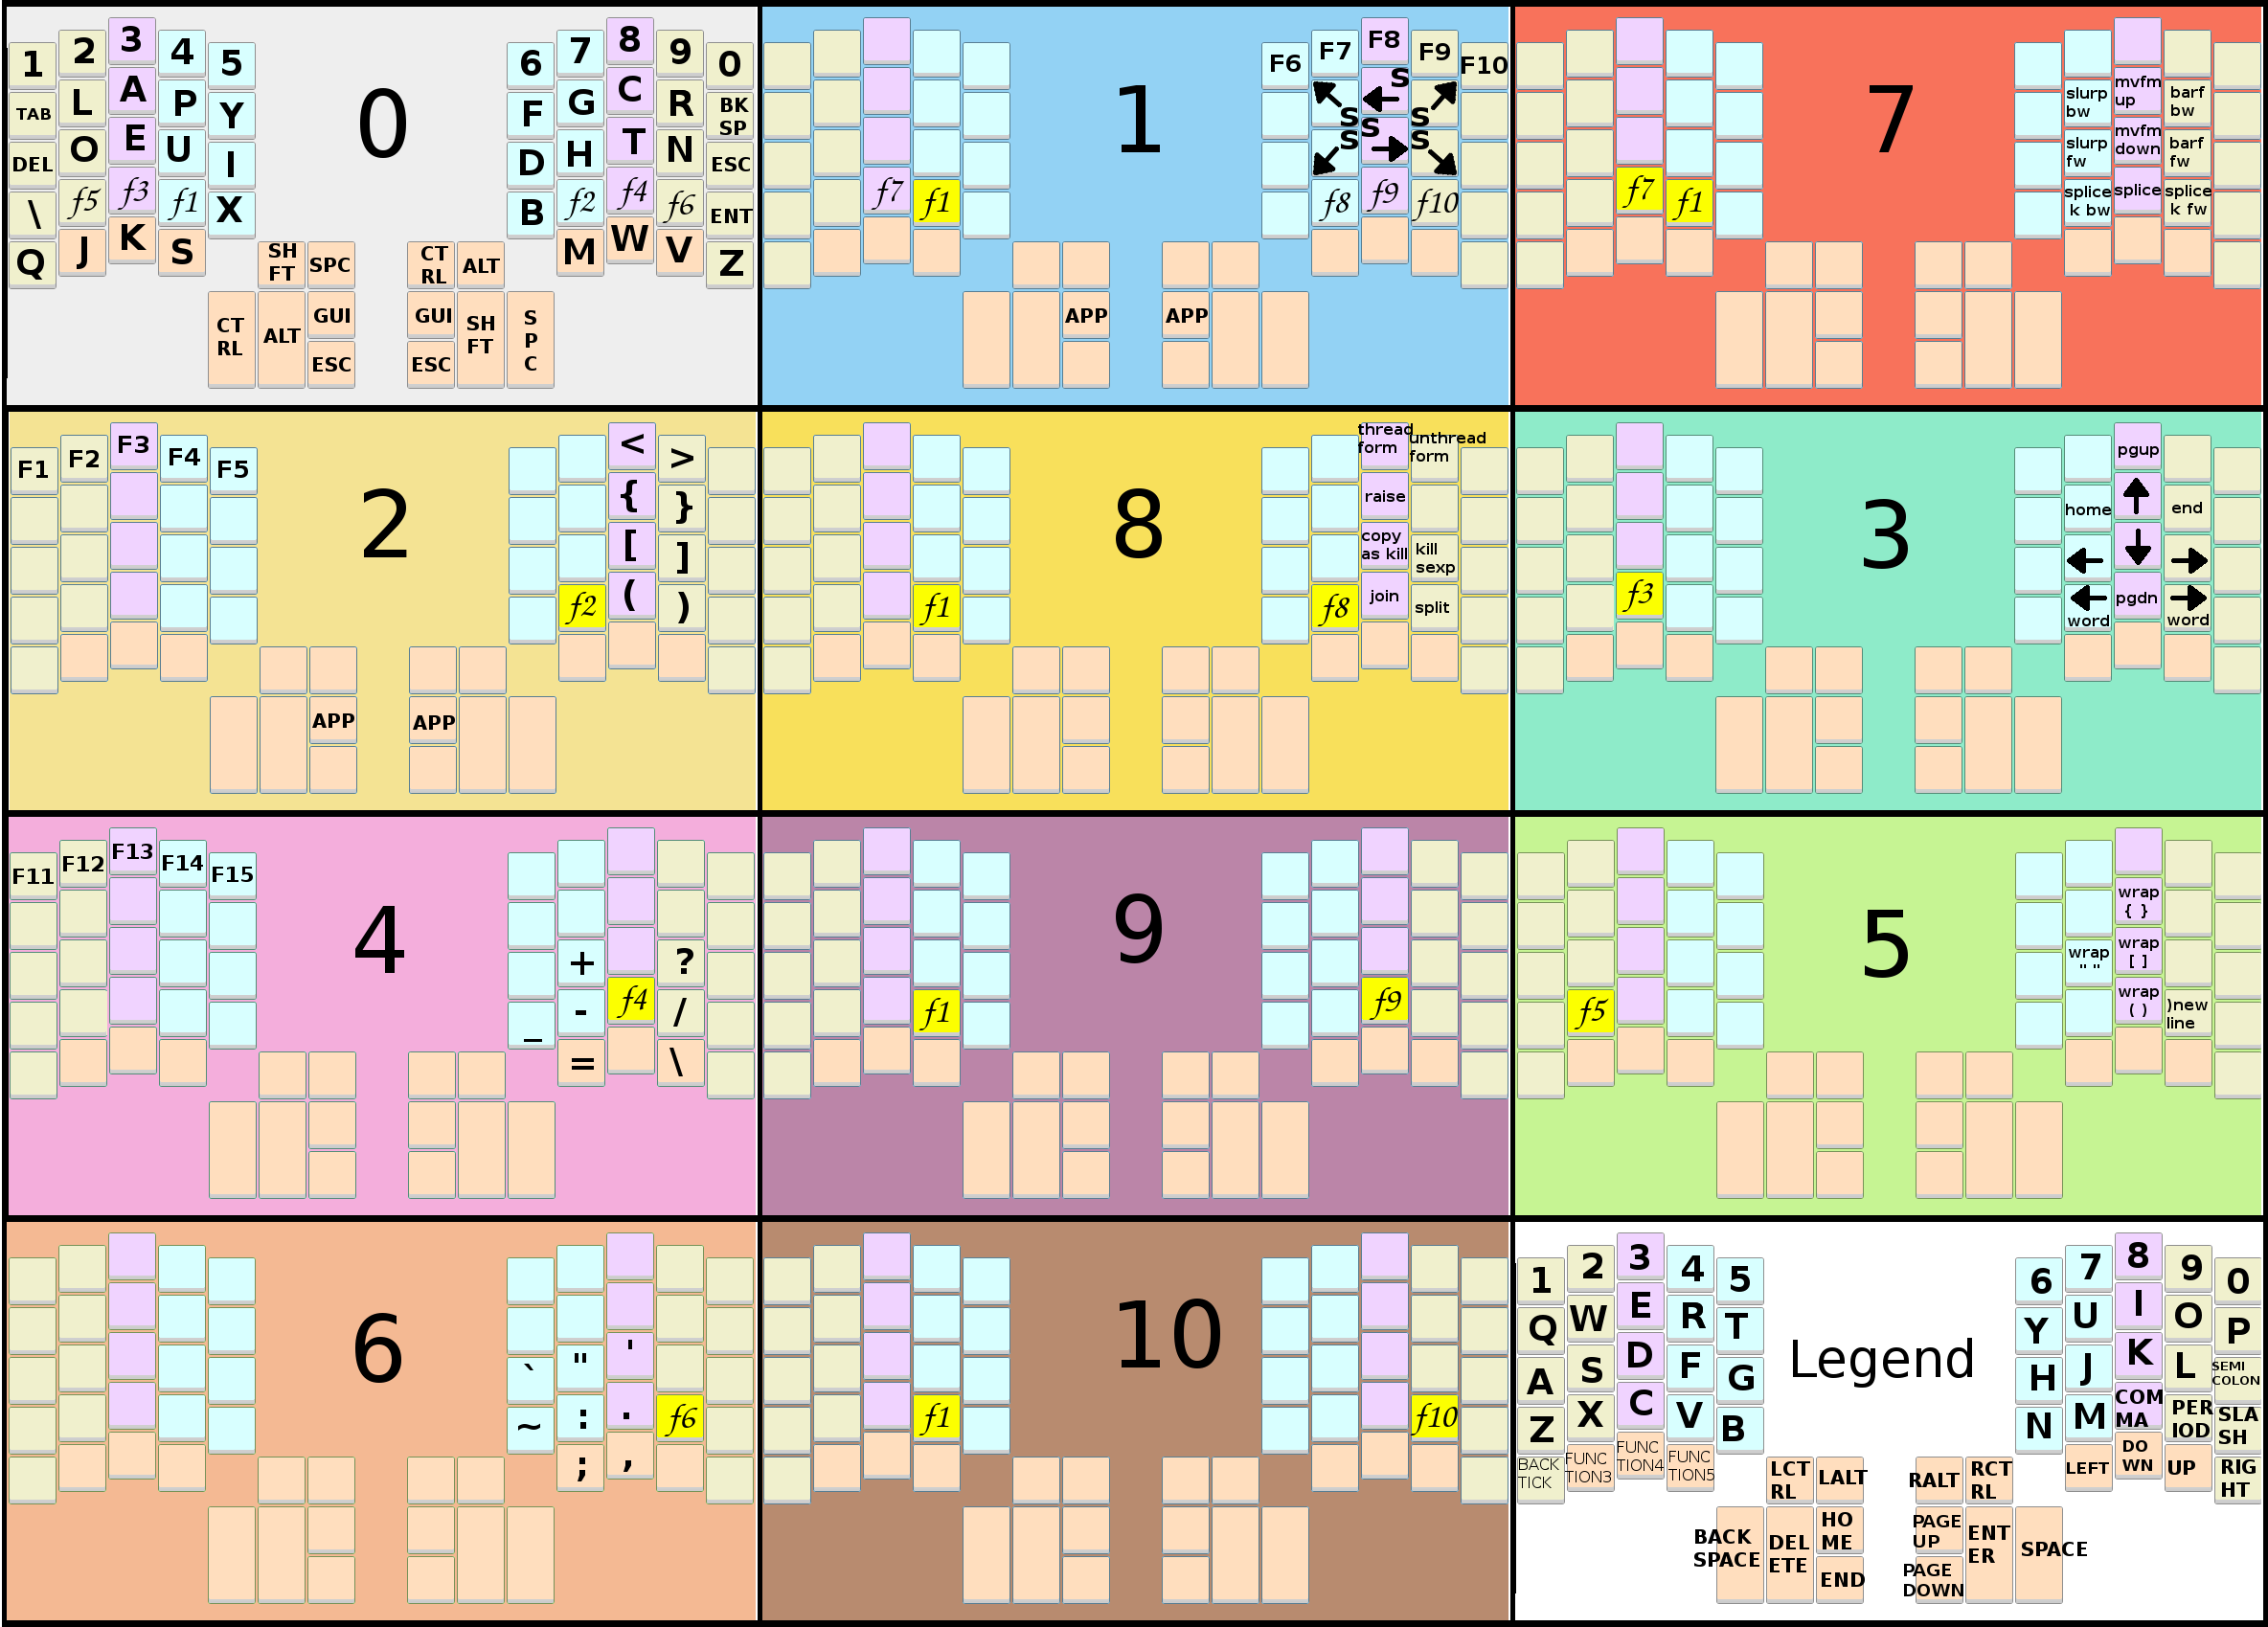 0
1 2 3 4 5 6 7 8 9 0
TAB L A P Y F G C R BK SP
DEL O E U I D H T N ESC
\ f5 f3 f1 X B f2 f4 f6 ENT
Q J K S M W V Z
SH FT SPC CT RL ALT
CT RL ALT GUI GUI SH FT S P C
ESC ESC
1
F6 F7 F8 F9 F10
S
S S
S S S
f7 f1 f8 f9 f10
APP APP
7
slurp bw mvfm up barf bw
slurp fw mvfm down barf fw
f7 f1 splice k bw splice splice k fw
2
F1 F2 F3 F4 F5 < >
{ }
[ ]
f2 ( )
APP APP
8
thread form unthread form
raise
copy as kill kill sexp
f1 f8 join split
3
pgup
home end
f3 word pgdn word
4
F11 F12 F13 F14 F15
+ ?
_ - f4 /
= \
9
f1 f9
5
wrap { }
wrap " " wrap [ ]
f5 wrap ( ) )new line
6
` " '
~ : . f6
; ,
10
f1 f10
Legend
1 2 3 4 5 6 7 8 9 0
Q W E R T Y U I O P
A S D F G H J K L SEMI COLON
Z X C V B N M COM MA PER IOD SLA SH
BACK TICK FUNC TION3 FUNC TION4 FUNC TION5 LEFT DO WN UP RIG HT
LCT RL LALT RALT RCT RL
BACK SPACE DEL ETE HO ME PAGE UP ENT ER SPACE
END PAGE DOWN